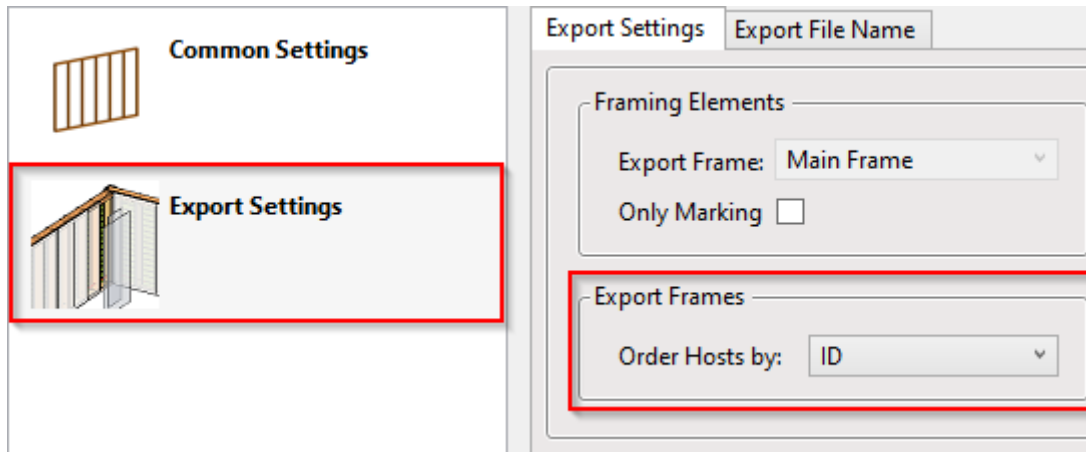 Common Settings
Export Settings
Export Settings
Export File Name
Framing Elements
Export Frame: Main Frame
Only Marking
Export Frames
Order Hosts by: ID